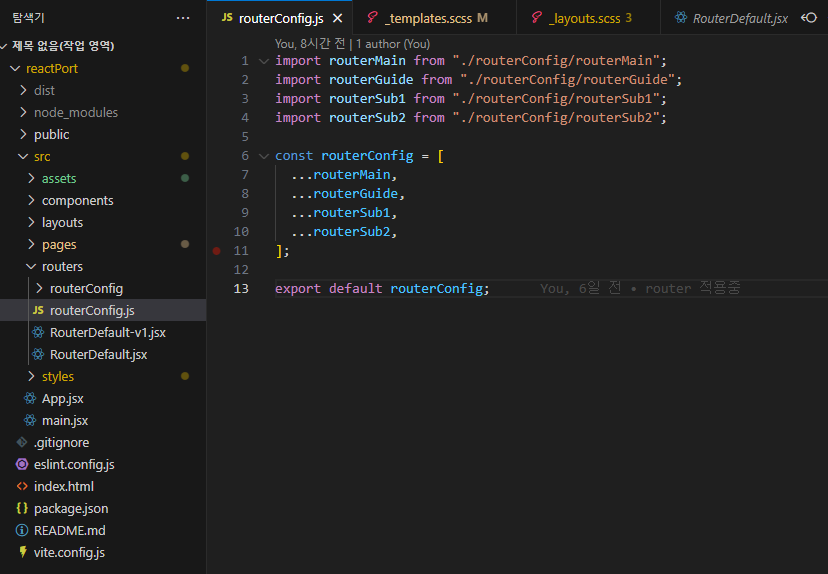 탐색기
제목 없음(작업 영역)
reactPort
dist
node_modules
public
src
assets
components
layouts
pages
routers
routerConfig
JS routerConfig.js
RouterDefault-v1.jsx
RouterDefault.jsx
styles
App.jsx
main.jsx
.gitignore
eslint.config.js
index.html
package.json
README.md
vite.config.js
JS routerConfig.js
_templates.scss M
_layouts.scss 3
RouterDefault.jsx
You, 8시간 전 | 1 author (You)
1 import routerMain from "./routerConfig/routerMain";
2 import routerGuide from "./routerConfig/routerGuide";
3 import routerSub1 from "./routerConfig/routerSub1";
4 import routerSub2 from "./routerConfig/routerSub2";
5
6 const routerConfig = [
7 ...routerMain,
8 ...routerGuide,
9 ...routerSub1,
10 ...routerSub2,
11 ];
12
13 export default routerConfig; You, 6일 전 • router 적용중